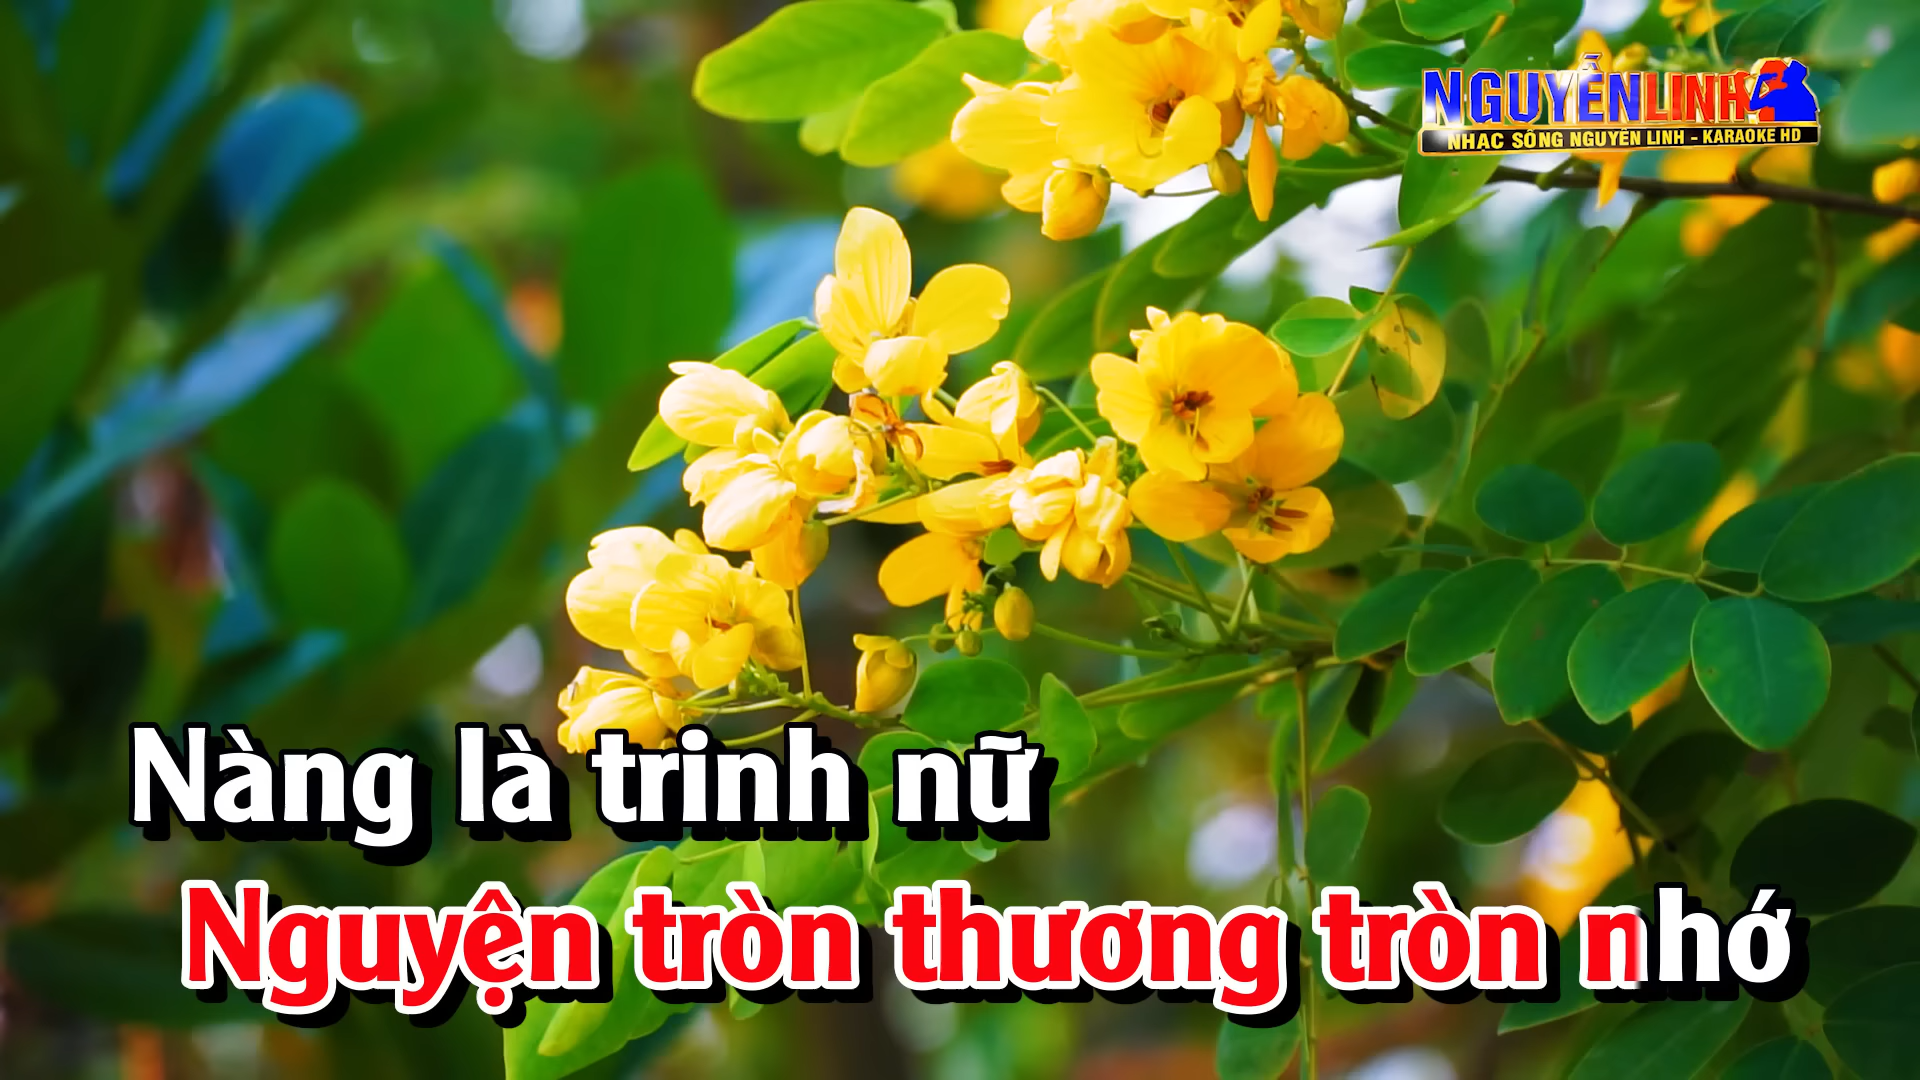 NGUYỄN LINH
NHẠC SỐNG NGUYỄN LINH - KARAOKE HD
Nàng là trinh nữ
Nguyện tròn thương tròn nhớ